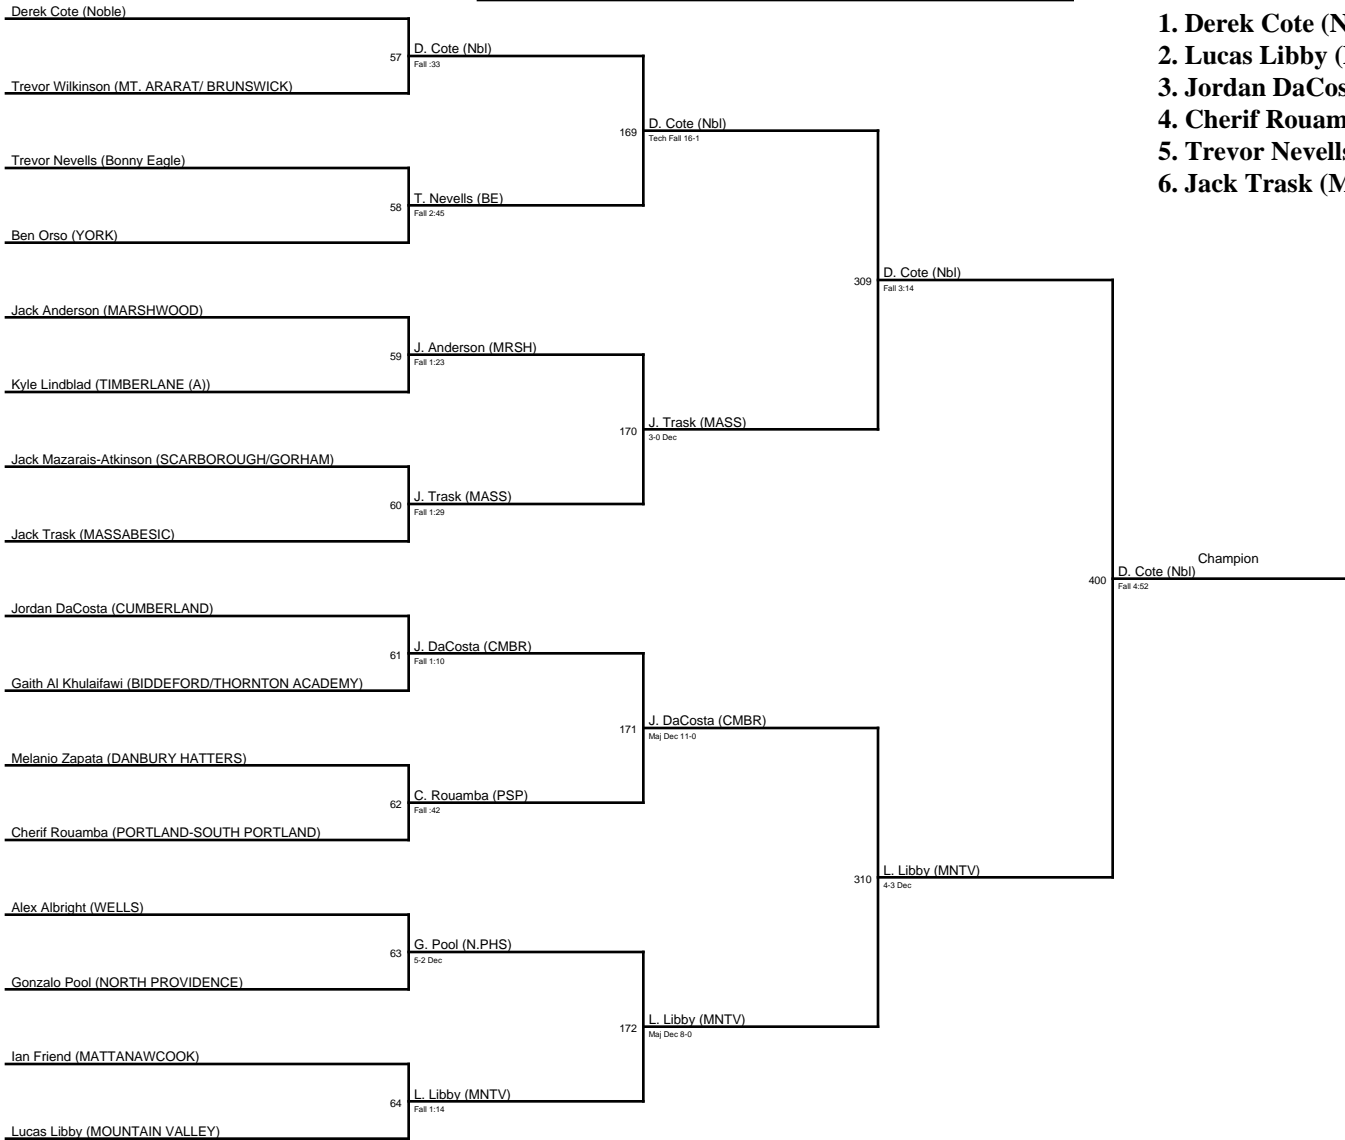 Derek Cote (Noble)
57
D. Cote (Nbl)
Fall :33
Trevor Wilkinson (MT. ARARAT/ BRUNSWICK)
169
D. Cote (Nbl)
Tech Fall 16-1
Trevor Nevells (Bonny Eagle)
58
T. Nevells (BE)
Fall 2:45
Ben Orso (YORK)
309
D. Cote (Nbl)
Fall 3:14
Jack Anderson (MARSHWOOD)
59
J. Anderson (MRSH)
Fall 1:23
Kyle Lindblad (TIMBERLANE (A))
170
J. Trask (MASS)
3-0 Dec
Jack Mazarais-Atkinson (SCARBOROUGH/GORHAM)
60
J. Trask (MASS)
Fall 1:29
Jack Trask (MASSABESIC)
400
D. Cote (Nbl)
Champion
Fall 4:52
Jordan DaCosta (CUMBERLAND)
61
J. DaCosta (CMBR)
Fall 1:10
Gaith Al Khulaifawi (BIDDEFORD/THORNTON ACADEMY)
171
J. DaCosta (CMBR)
Maj Dec 11-0
Melanio Zapata (DANBURY HATTERS)
62
C. Rouamba (PSP)
Fall :42
Cherif Rouamba (PORTLAND-SOUTH PORTLAND)
310
L. Libby (MNTV)
4-3 Dec
Alex Albright (WELLS)
63
G. Pool (N.PHS)
5-2 Dec
Gonzalo Pool (NORTH PROVIDENCE)
172
L. Libby (MNTV)
Maj Dec 8-0
Ian Friend (MATTANAWCOOK)
64
L. Libby (MNTV)
Fall 1:14
Lucas Libby (MOUNTAIN VALLEY)
1. Derek Cote (N
2. Lucas Libby (
3. Jordan DaCos
4. Cherif Rouam
5. Trevor Nevells
6. Jack Trask (M